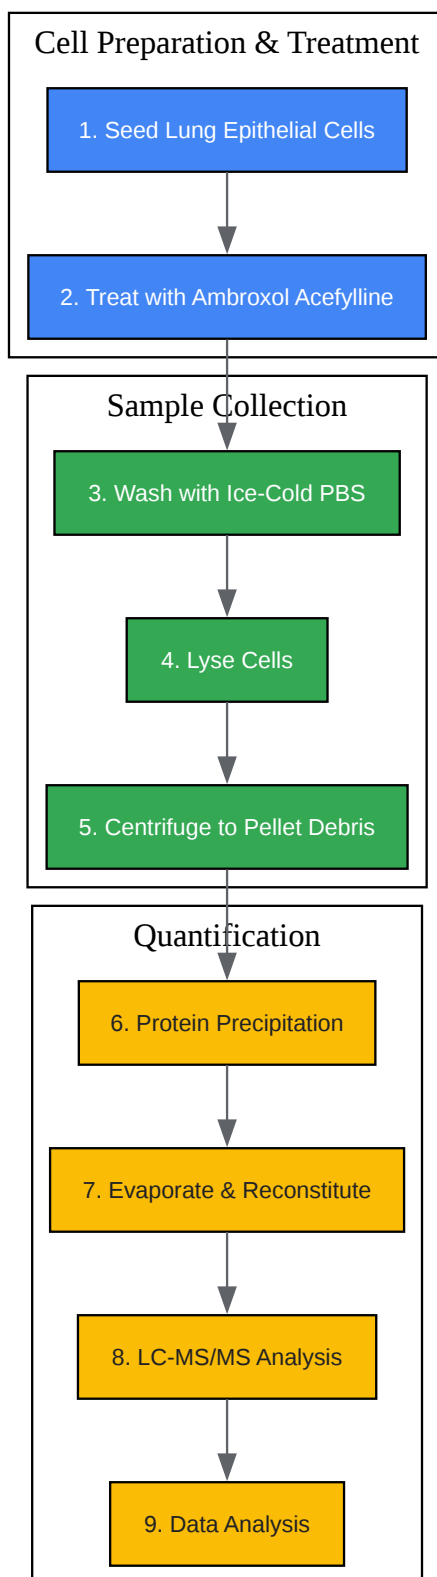 Cell Preparation & Treatment
1. Seed Lung Epithelial Cells
2. Treat with Ambroxol Acefylline
Sample Collection
3. Wash with Ice-Cold PBS
4. Lyse Cells
5. Centrifuge to Pellet Debris
Quantification
6. Protein Precipitation
7. Evaporate & Reconstitute
8. LC-MS/MS Analysis
9. Data Analysis